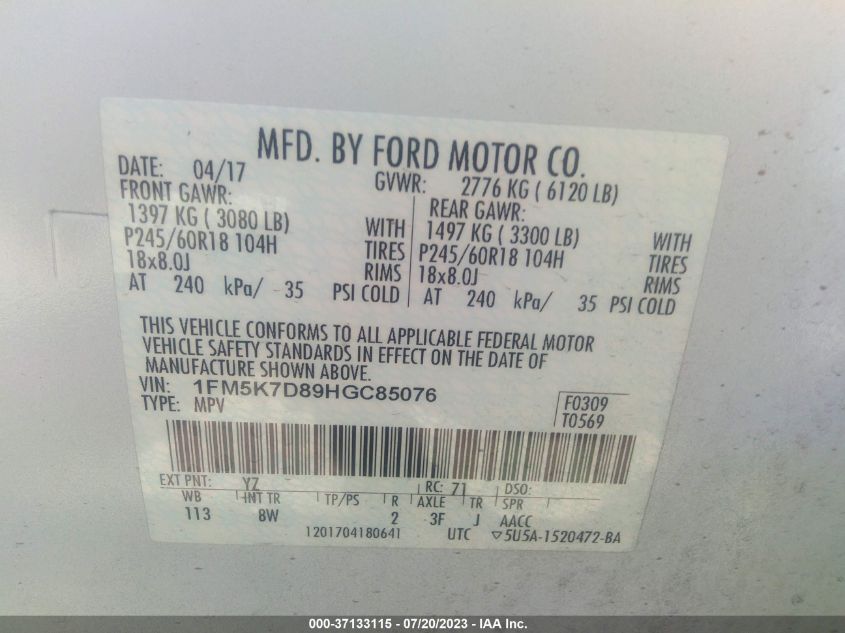 MFD. BY FORD MOTOR CO.
DATE: 04/17 GVWR: 2776 KG ( 6120 LB)
FRONT GAWR: REAR GAWR:
1397 KG ( 3080 LB) WITH 1497 KG ( 3300 LB) WITH
P245/60R18 104H TIRES P245/60R18 104H TIRES
18x8.0J RIMS 18x8.0J RIMS
AT 240 kPa/ 35 PSI COLD AT 240 kPa/ 35 PSI COLD
THIS VEHICLE CONFORMS TO ALL APPLICABLE FEDERAL MOTOR
VEHICLE SAFETY STANDARDS IN EFFECT ON THE DATE OF
MANUFACTURE SHOWN ABOVE.
VIN: 1FM5K7D89HGC85076 F0309
TYPE: MPV T0569
EXT PNT: YZ RC: 71 DSO:
WB INT TR TP/PS R AXLE TR SPR
113 8W 2 3F J AACC
1201704180641 UTC ▽5U5A-1520472-BA
000-37133115 / 07/20/2023 - IAA Inc.